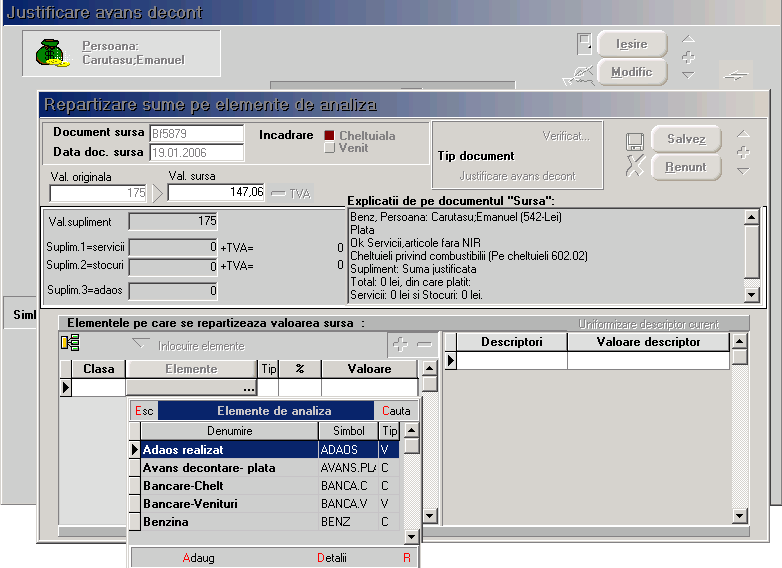 Justificare avans decont
Persoana:
Carutasu;Emanuel
Iesire
Modific
Repartizare sume pe elemente de analiza
Document sursa Bf5879
Data doc. sursa 19.01.2006
Incadrare Cheltuiala
Venit
Verificat...
Tip document
Justificare avans decont
Salvez
Renunt
Val. originala Val. sursa
175 147,06 TVA
Explicatii de pe documentul "Sursa":
Val.supliment 175
Suplim.1=servicii 0 +TVA= 0
Suplim.2=stocuri 0 +TVA= 0
Suplim.3=adaos 0
Benz, Persoana: Carutasu;Emanuel (542-Lei)
Plata
Ok Servicii,articole fara NIR
Cheltuieli privind combustibilii (Pe cheltuieli 602.02)
Supliment: Suma justificata
Total: 0 lei, din care platit:
Servicii: 0 lei si Stocuri: 0 lei.
Siml
Elementele pe care se repartizeaza valoarea sursa :
Uniformizare descriptor curent
Inlocuire elemente
Clasa Elemente Tip % Valoare
...
Descriptori Valoare descriptor
Esc Elemente de analiza Cauta
Denumire Simbol Tip
Adaos realizat ADAOS V
Avans decontare- plata AVANS.PLA C
Bancare-Chelt BANCA.C C
Bancare-Venituri BANCA.V V
Benzina BENZ C
Adaug Detalii R